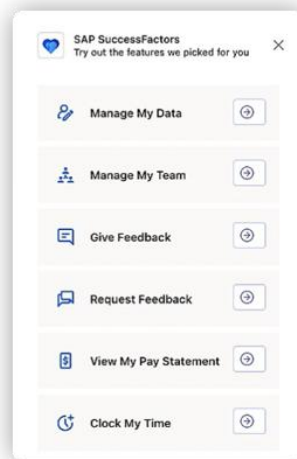 SAP SuccessFactors
Try out the features we picked for you
Manage My Data
Manage My Team
Give Feedback
Request Feedback
View My Pay Statement
Clock My Time